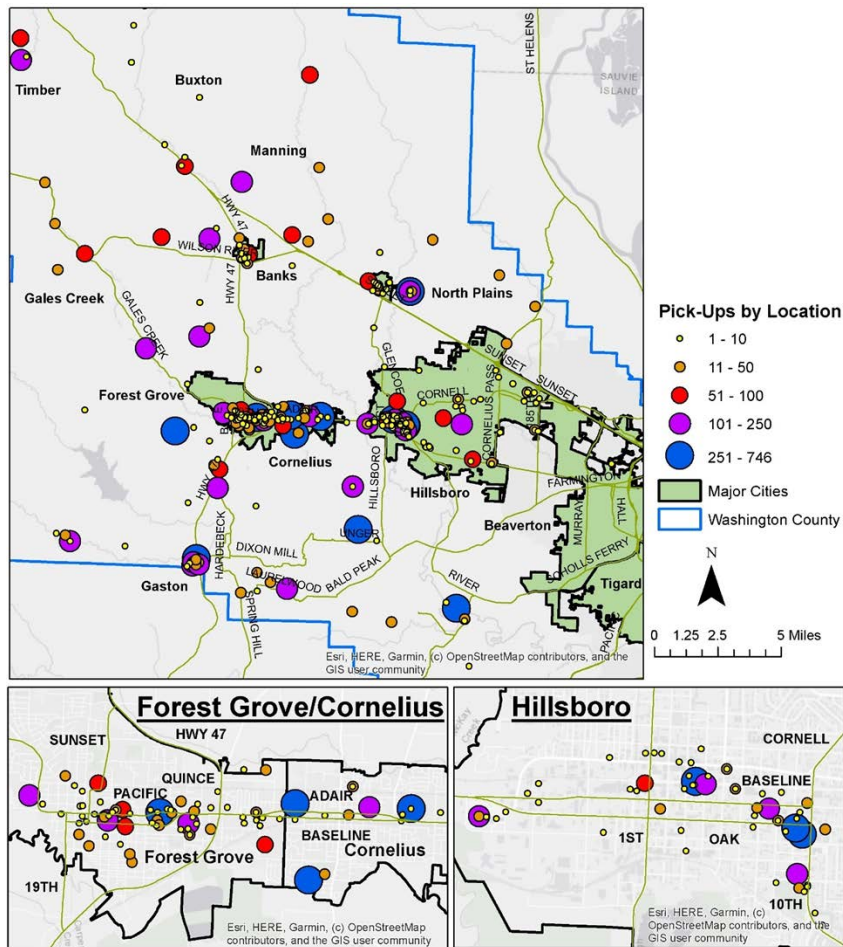 ST HELENS
SAUVIE
ISLAND
Timber
Buxton
Manning
HWY 47
WILSON
Banks
HWY 47
Gales Creek
GALES CREEK
North Plains
GLENCOE
SUNSET
SUNSET
CORNELL
CORNELIUS PASS
185
Forest Grove
Cornelius
HILLSBORO
Hillsboro
FARMINGTON
Beaverton
MURRAY
HALL
HWY
HARDEBECK
UNGER
DIXON MILL
Gaston
LAURELWOOD
BALD PEAK
RIVER
SCHOLLS FERRY
Tigard
PACIFIC
SPRING HILL
Esri, HERE, Garmin, (c) OpenStreetMap contributors, and the
GIS user community
Pick-Ups by Location
1 - 10
11 - 50
51 - 100
101 - 250
251 - 746
Major Cities
Washington County
N
0 1.25 2.5 5 Miles
Forest Grove/Cornelius
HWY 47
SUNSET
QUINCE
PACIFIC
ADAIR
BASELINE
Forest Grove
Cornelius
19TH
Esri, HERE, Garmin, (c) OpenStreetMap
contributors, and the GIS user community
Hillsboro
CORNELL
BASELINE
1ST
OAK
10TH
Esri, HERE, Garmin, (c) OpenStreetMap
contributors, and the GIS user community